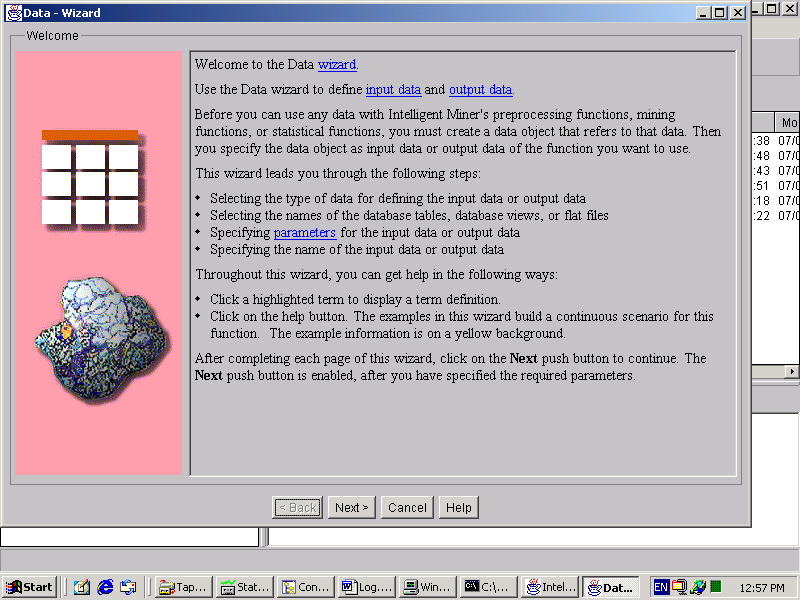 Data - Wizard
Welcome
Welcome to the Data wizard.
Use the Data wizard to define input data and output data.
Before you can use any data with Intelligent Miner's preprocessing functions, mining
functions, or statistical functions, you must create a data object that refers to that data. Then
you specify the data object as input data or output data of the function you want to use.
This wizard leads you through the following steps:
• Selecting the type of data for defining the input data or output data
• Selecting the names of the database tables, database views, or flat files
• Specifying parameters for the input data or output data
• Specifying the name of the input data or output data
Throughout this wizard, you can get help in the following ways:
• Click a highlighted term to display a term definition.
• Click on the help button. The examples in this wizard build a continuous scenario for this
function. The example information is on a yellow background.
After completing each page of this wizard, click on the Next push button to continue. The
Next push button is enabled, after you have specified the required parameters.
< Back Next > Cancel Help
Mo
:38 07/0
:48 07/0
:43 07/0
:51 07/0
:18 07/0
:22 07/0
Start Tap... Stat... Con... Log.... Win... C:\... Intel... Dat... EN 12:57 PM